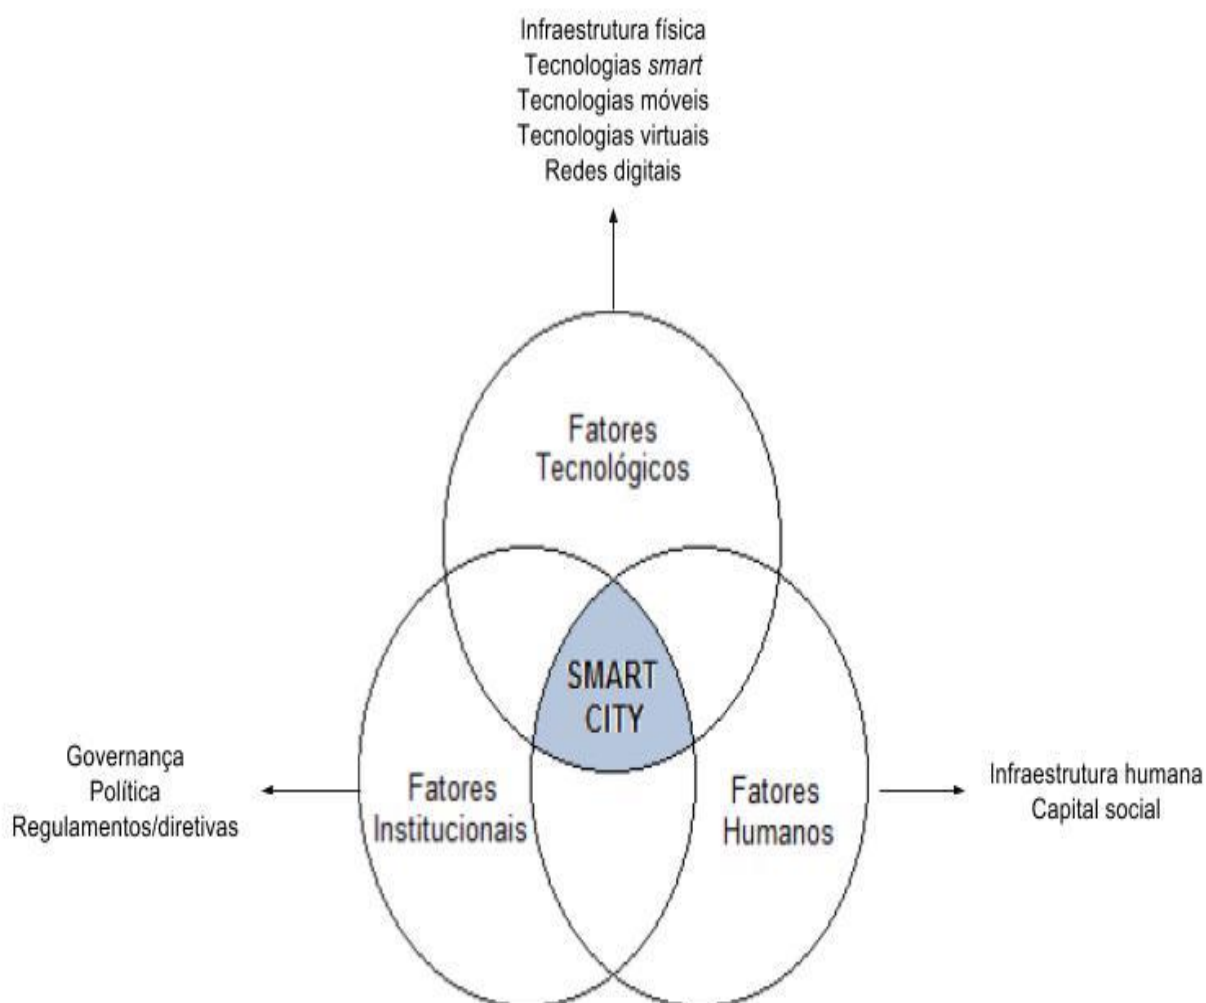 Infraestrutura física
Tecnologias smart
Tecnologias móveis
Tecnologias virtuais
Redes digitais
Fatores
Tecnológicos
SMART
CITY
Governança
Política
Regulamentos/diretivas
Fatores
Institucionais
Fatores
Humanos
Infraestrutura humana
Capital social